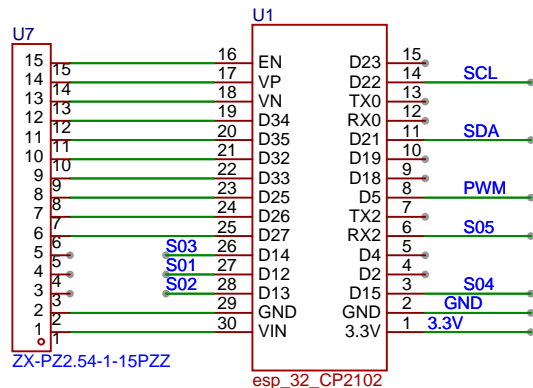 U7
U1
15 15 16 EN D23 15
14 14 17 VP D22 14 SCL
13 13 18 VN TX0 13
12 12 19 D34 RX0 12
11 11 20 D35 D21 11 SDA
10 10 21 D32 D19 10
9 9 22 D33 D18 9
8 8 23 D25 D5 8 PWM
7 7 24 D26 TX2 7
6 6 25 D27 RX2 6 S05
5 5 S03 26 D14 D4 5
4 4 S01 27 D12 D2 4
3 3 S02 28 D13 D15 3 S04
2 2 29 GND GND 2 GND
1 1 30 VIN 3.3V 1 3.3V
ZX-PZ2.54-1-15PZZ
esp_32_CP2102